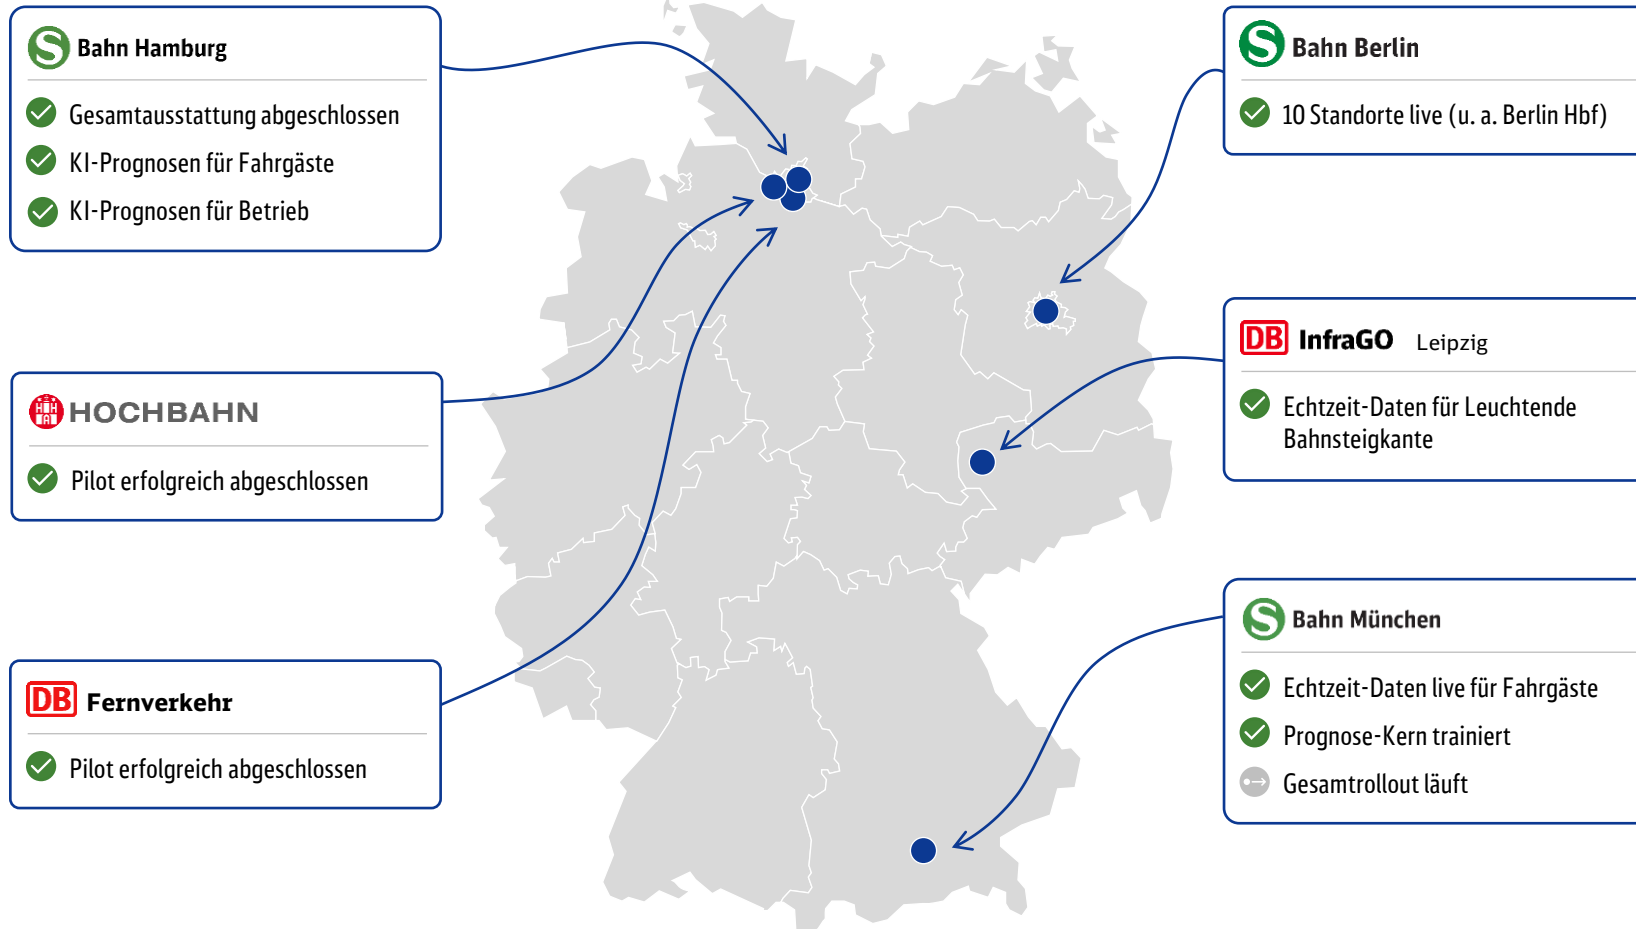 S Bahn Hamburg
Gesamtausstattung abgeschlossen
KI-Prognosen für Fahrgäste
KI-Prognosen für Betrieb
HOCHBAHN
Pilot erfolgreich abgeschlossen
DB Fernverkehr
Pilot erfolgreich abgeschlossen
S Bahn Berlin
10 Standorte live (u. a. Berlin Hbf)
DB InfraGO Leipzig
Echtzeit-Daten für Leuchtende
Bahnsteigkante
S Bahn München
Echtzeit-Daten live für Fahrgäste
Prognose-Kern trainiert
Gesamtrollout läuft